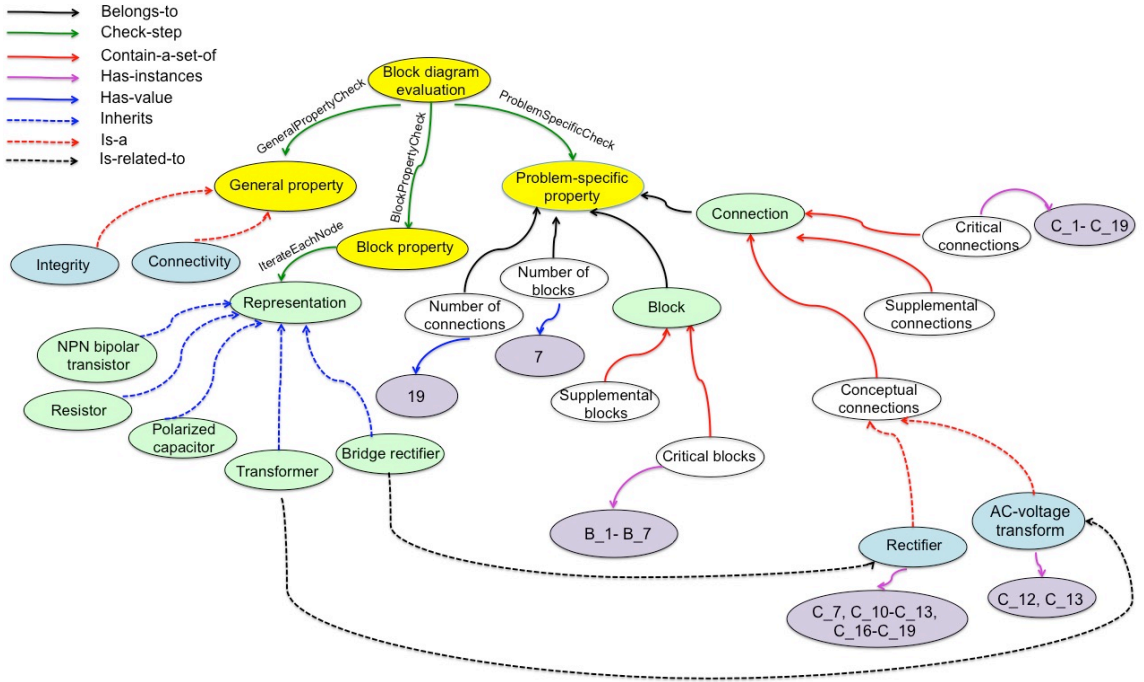 Belongs-to
Check-step
Contain-a-set-of
Has-instances
Has-value
Inherits
Is-a
Is-related-to
Block diagram
evaluation
GeneralPropertyCheck
BlockPropertyCheck
ProblemSpecificCheck
General property
Problem-specific
property
Connection
Critical
connections
C_1- C_19
Integrity
Connectivity
IterateEachNode
Block property
Number of
blocks
Representation
Number of
connections
Block
Supplemental
connections
NPN bipolar
transistor
7
Resistor
19
Supplemental
blocks
Conceptual
connections
Polarized
capacitor
Transformer
Bridge rectifier
Critical blocks
B_1- B_7
Rectifier
AC-voltage
transform
C_7, C_10-C_13,
C_16-C_19
C_12, C_13